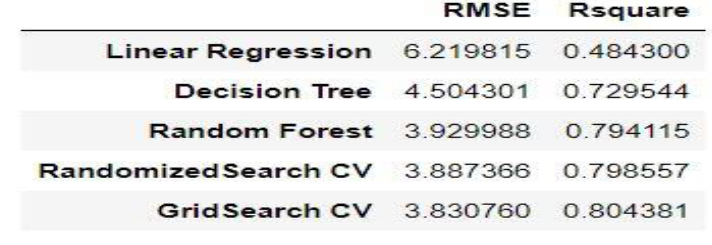 RMSE Rsquare
Linear Regression 6.219815 0.484300
Decision Tree 4.504301 0.729544
Random Forest 3.929988 0.794115
RandomizedSearch CV 3.887366 0.798557
GridSearch CV 3.830760 0.804381